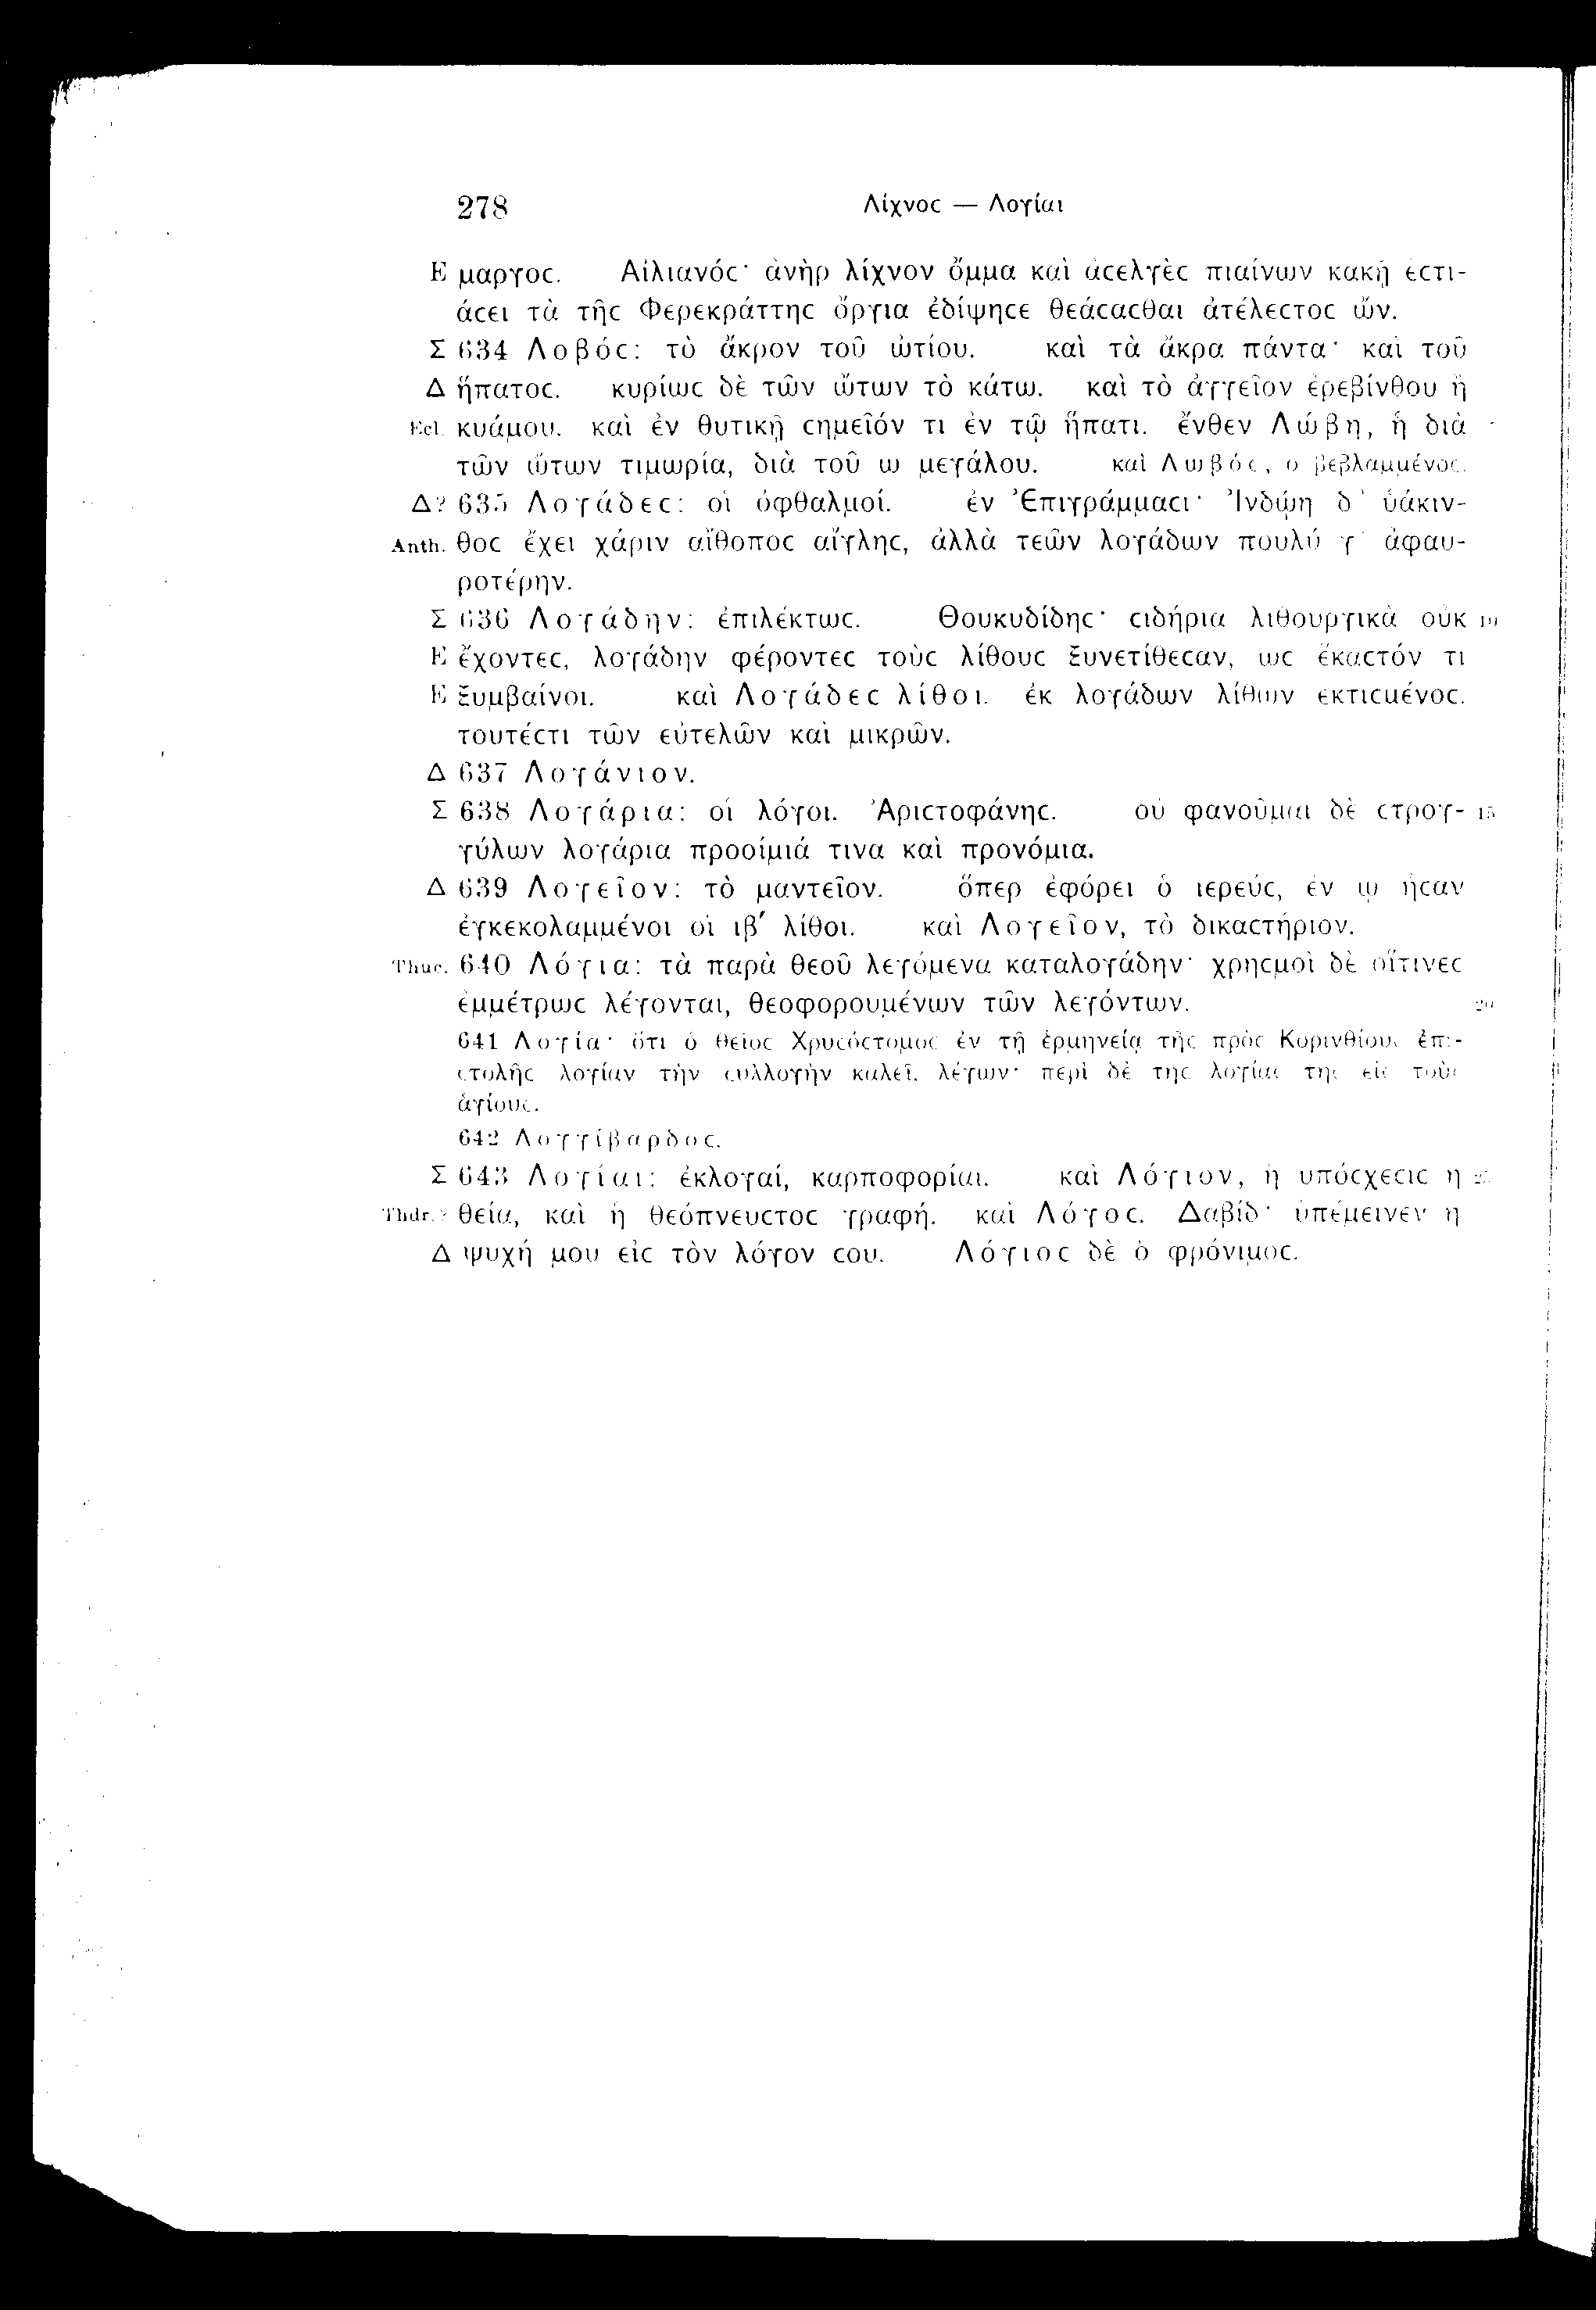 278 Λίχνοϲ — Λογίαι
Ε μαργοϲ. Αἰλιανόϲ· ἀνὴρ λίχνον ὄμμα καὶ ἀϲελγὲϲ πιαίνων κακῇ ἑϲτι-
άϲει τὰ τῆϲ Φερεκράττηϲ ὄργια ἐδίψηϲε θεάϲαϲθαι ἀτέλεϲτοϲ ὤν.
Σ 634 Λοβόϲ: τὸ ἄκρον τοῦ ὠτίου. καὶ τὰ ἄκρα πάντα· καὶ τοῦ
Δ ἥπατοϲ. κυρίωϲ δὲ τῶν ὤτων τὸ κάτω. καὶ τὸ ἀγγεῖον ἐρεβίνθου ἢ
Ecl. κυάμου. καὶ ἐν θυτικῇ ϲημεῖόν τι ἐν τῷ ἥπατι. ἔνθεν Λώβη, ἡ διὰ
τῶν ὤτων τιμωρία, διὰ τοῦ ω μεγάλου. καὶ Λωβόϲ, ὁ βεβλαμμένοϲ.
Δ? 635 Λογάδεϲ: οἱ ὀφθαλμοί. ἐν Ἐπιγράμμαϲι· Ἰνδῴη δ᾽ ὑάκιν-
Anth. θοϲ ἔχει χάριν αἴθοποϲ αἴγληϲ, ἀλλὰ τεῶν λογάδων πουλύ γ᾽ ἀφαυ-
ροτέρην.
Σ 636 Λογάδην: ἐπιλέκτωϲ. Θουκυδίδηϲ· ϲιδήρια λιθουργικὰ οὐκ 10
Ε ἔχοντεϲ, λογάδην φέροντεϲ τοὺϲ λίθουϲ ξυνετίθεϲαν, ὡϲ ἕκαϲτόν τι
Ε ξυμβαίνοι. καὶ Λογάδεϲ λίθοι. ἐκ λογάδων λίθων ἐκτιϲμένοϲ.
τουτέϲτι τῶν εὐτελῶν καὶ μικρῶν.
Δ 637 Λογάνιον.
Σ 638 Λογάρια: οἱ λόγοι. Ἀριϲτοφάνηϲ. οὐ φανοῦμαι δὲ ϲτρογ- 15
γύλων λογάρια προοίμιά τινα καὶ προνόμια.
Δ 639 Λογεῖον: τὸ μαντεῖον. ὅπερ ἐφόρει ὁ ἱερεύϲ, ἐν ᾧ ἦϲαν
ἐγκεκολαμμένοι οἱ ιβ΄ λίθοι. καὶ Λογεῖον, τὸ δικαϲτήριον.
Thuc. 640 Λόγια: τὰ παρὰ θεοῦ λεγόμενα καταλογάδην· χρηϲμοὶ δὲ οἵτινεϲ
ἐμμέτρωϲ λέγονται, θεοφορουμένων τῶν λεγόντων. 20
641 Λογία· ὅτι ὁ θεῖοϲ Χρυϲόϲτομοϲ ἐν τῇ ἑρμηνείᾳ τῆϲ πρὸϲ Κορινθίουϲ ἐπι-
ϲτολῆϲ λογίαν τὴν ϲυλλογὴν καλεῖ, λέγων· περὶ δὲ τῆϲ λογίαϲ τῆϲ εἰϲ τοὺϲ
ἁγίουϲ.
642 Λογγίβαρδοϲ.
Σ 643 Λογίαι: ἐκλογαί, καρποφορίαι. καὶ Λόγιον, ἡ ὑπόϲχεϲιϲ ἡ 25
Thdr.? θεία, καὶ ἡ θεόπνευϲτοϲ γραφή. καὶ Λόγοϲ. Δαβίδ· ὑπέμεινεν ἡ
Δ ψυχή μου εἰϲ τὸν λόγον ϲου. Λόγιοϲ δὲ ὁ φρόνιμοϲ.